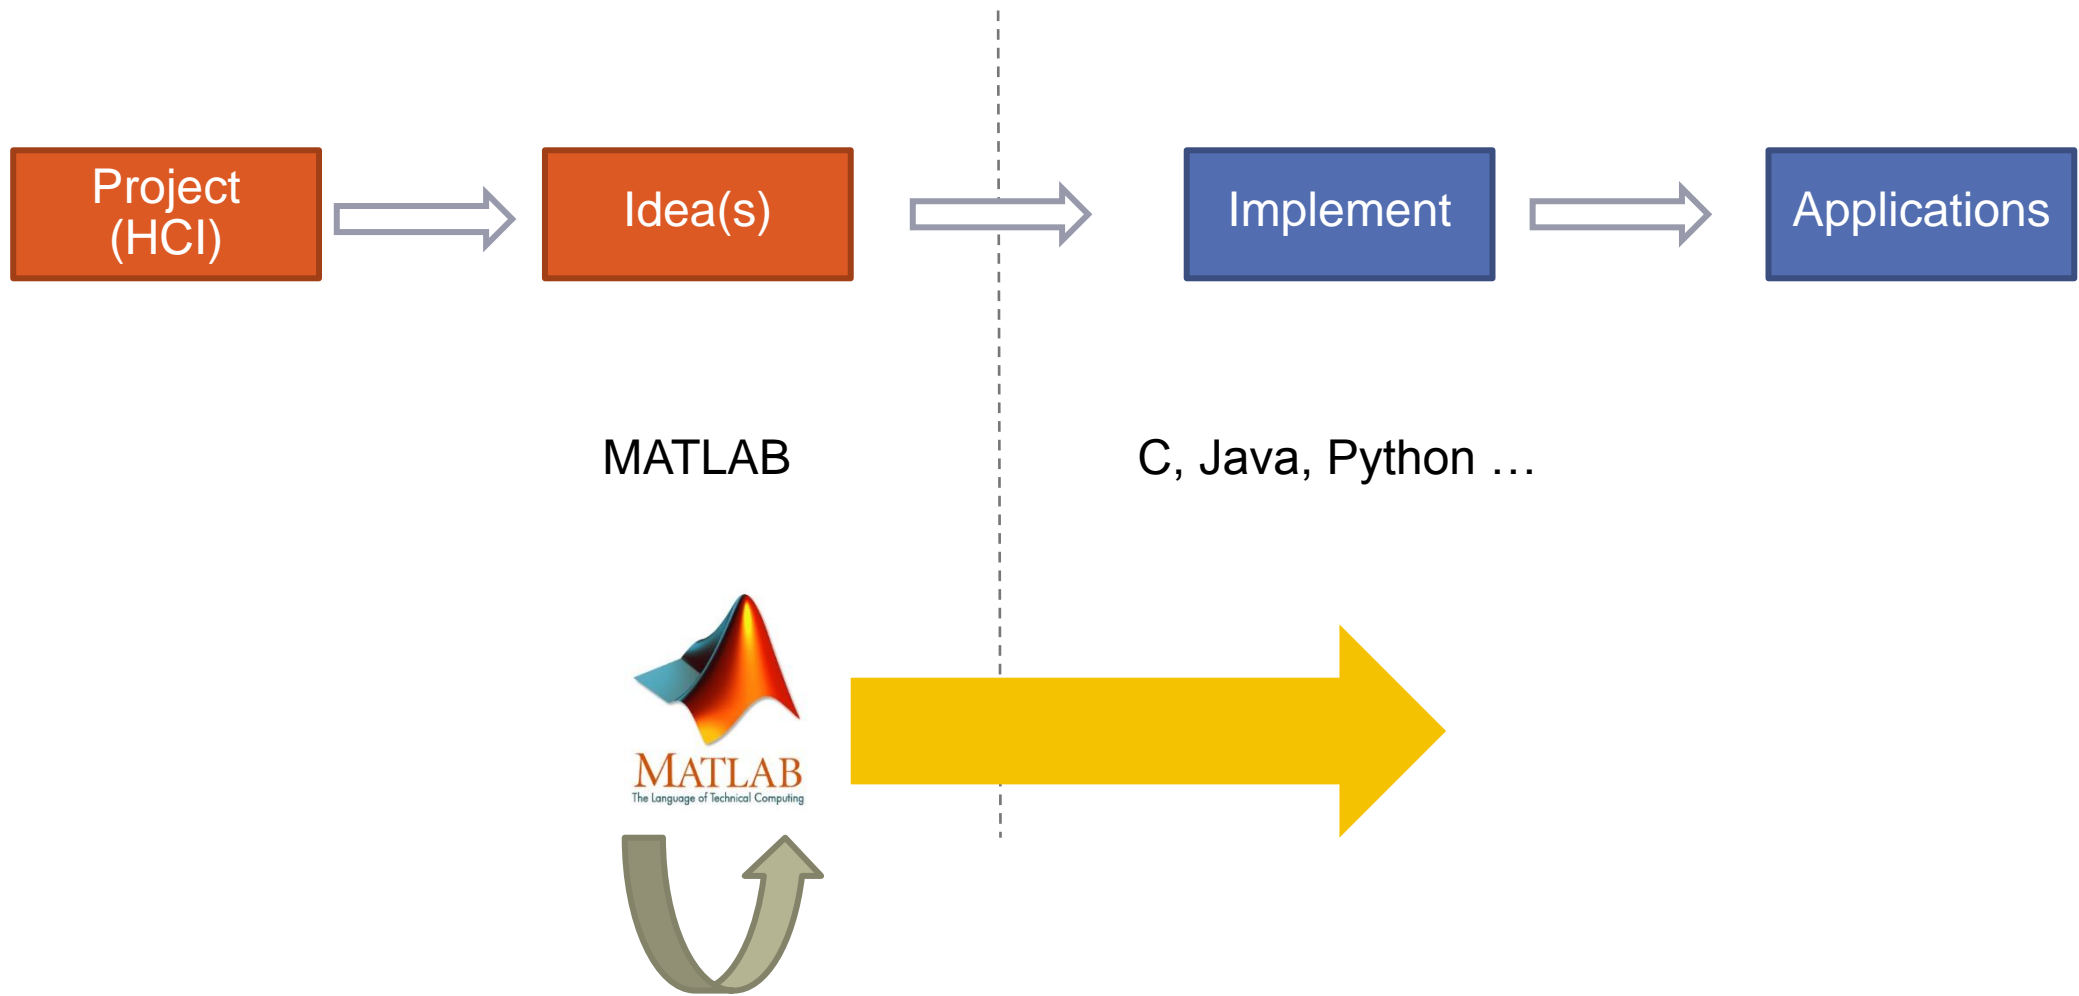 Project
(HCI)
Idea(s)
Implement
Applications
MATLAB
C, Java, Python …
MATLAB
The Language of Technical Computing